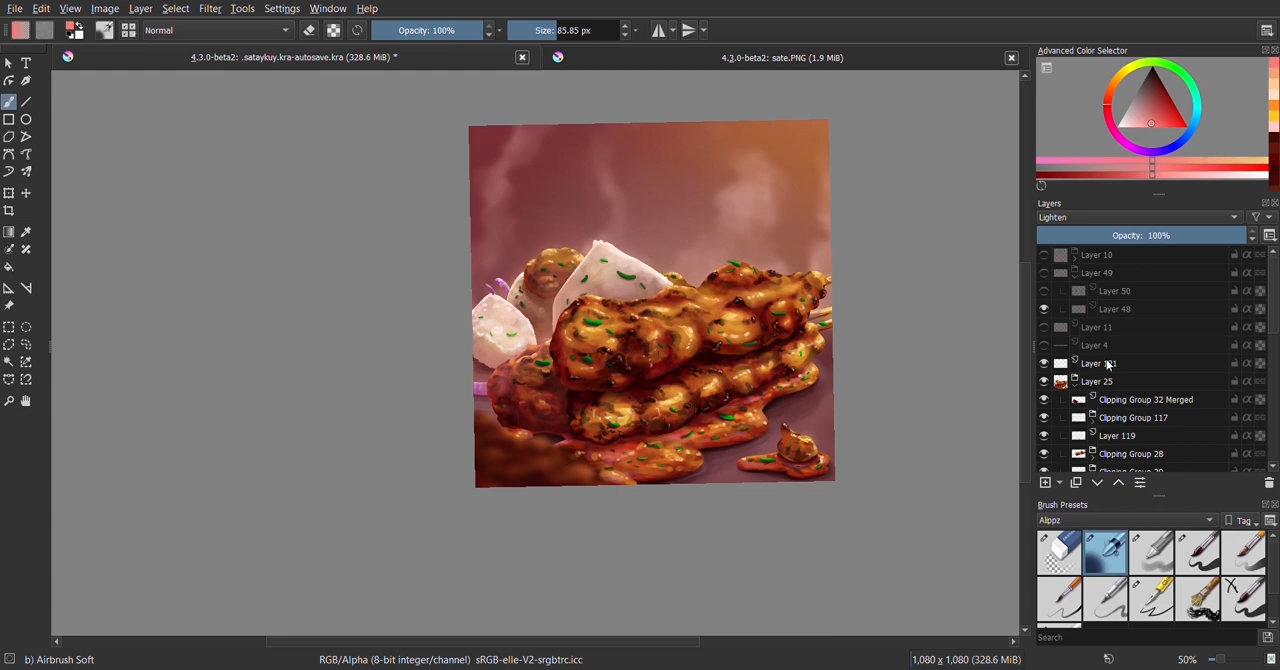 File Edit View Image Layer Select Filter Tools Settings Window Help
Normal Opacity: 100% Size: 85.85 px
4.3.0-beta2: .sataykuy.kra-autosave.kra (328.6 MiB) *
4.3.0-beta2: sate.PNG (1.9 MiB)
Advanced Color Selector
Layers
Lighten
Opacity: 100%
Layer 10
Layer 49
Layer 50
Layer 48
Layer 11
Layer 4
Layer 25
Clipping Group 32 Merged
Clipping Group 117
Layer 119
Clipping Group 28
Brush Presets
Alippz Tag
Search
b) Airbrush Soft RGB/Alpha (8-bit integer/channel) sRGB-elle-V2-srgbtrc.icc 1,080 x 1,080 (328.6 MiB) 50%